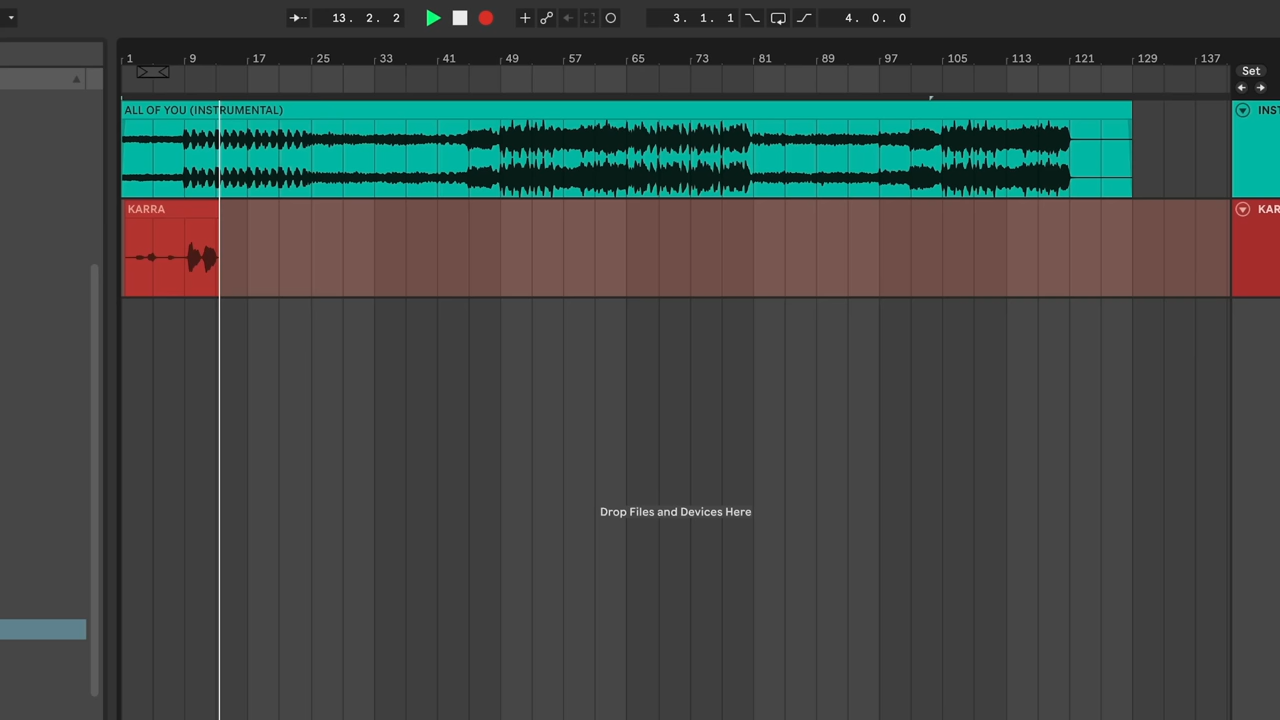 13. 2. 2
3. 1. 1
4. 0. 0
1 9 17 25 33 41 49 57 65 73 81 89 97 105 113 121 129 137
Set
ALL OF YOU (INSTRUMENTAL)
INST
KARRA
KAR
Drop Files and Devices Here